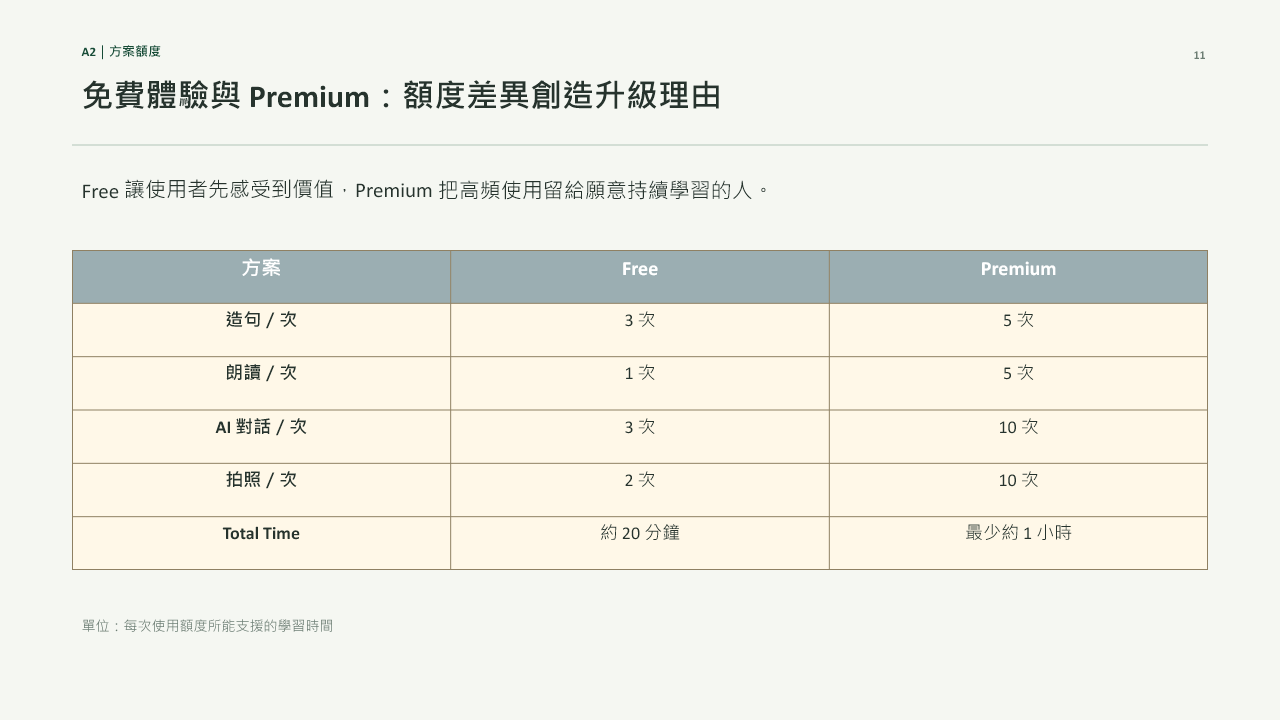 A2｜方案額度
11
免費體驗與 Premium：額度差異創造升級理由
Free 讓使用者先感受到價值，Premium 把高頻使用留給願意持續學習的人。
方案 Free Premium
造句 / 次 3 次 5 次
朗讀 / 次 1 次 5 次
AI 對話 / 次 3 次 10 次
拍照 / 次 2 次 10 次
Total Time 約 20 分鐘 最少約 1 小時
單位：每次使用額度所能支援的學習時間